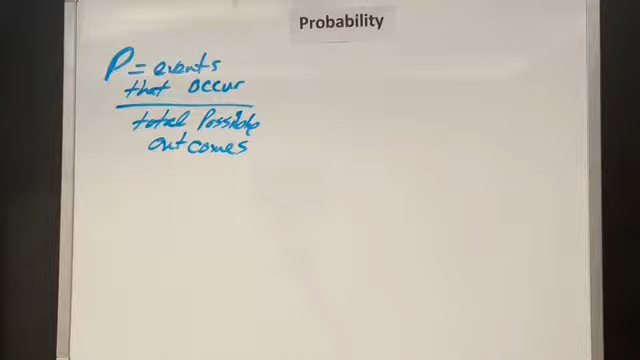 Probability
P = events
that occur
total Possible
outcomes